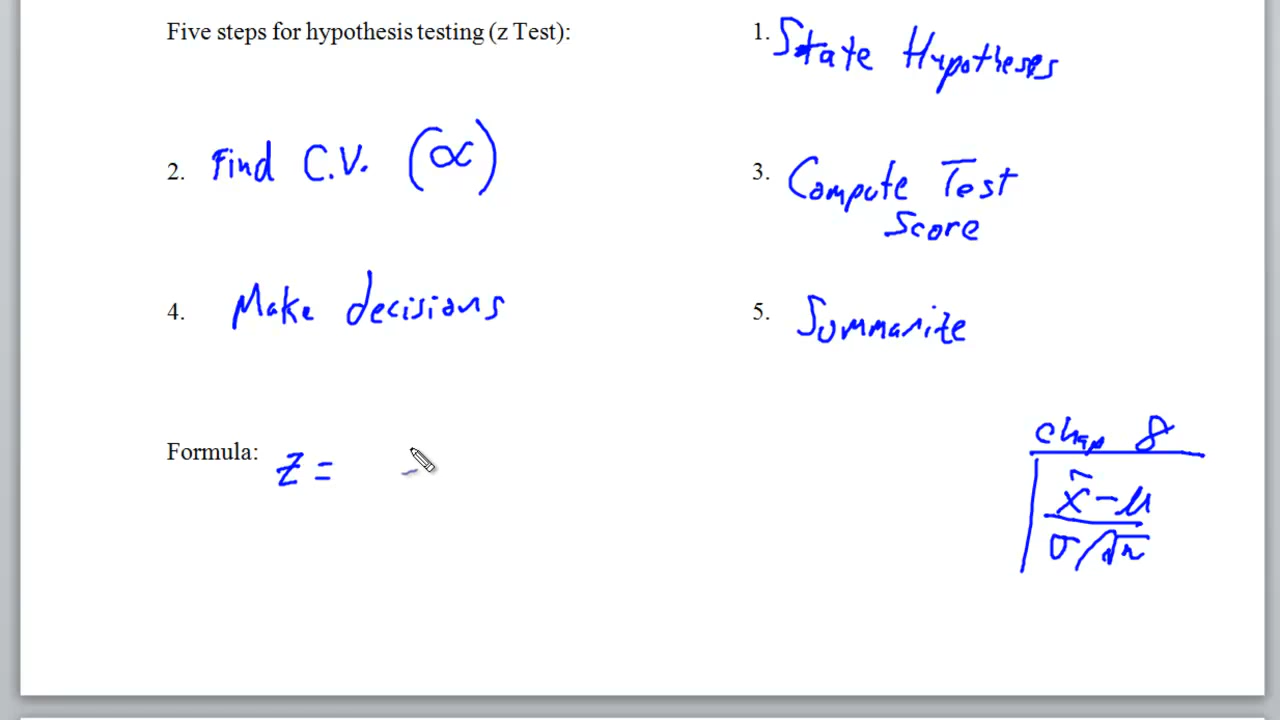 Five steps for hypothesis testing (z Test):
1. State Hypotheses
2. Find C.V. (∝)
3. Compute Test
Score
4. Make decisions
5. Summarize
Formula: z =
chap 8
x̄ - μ
σ/√n